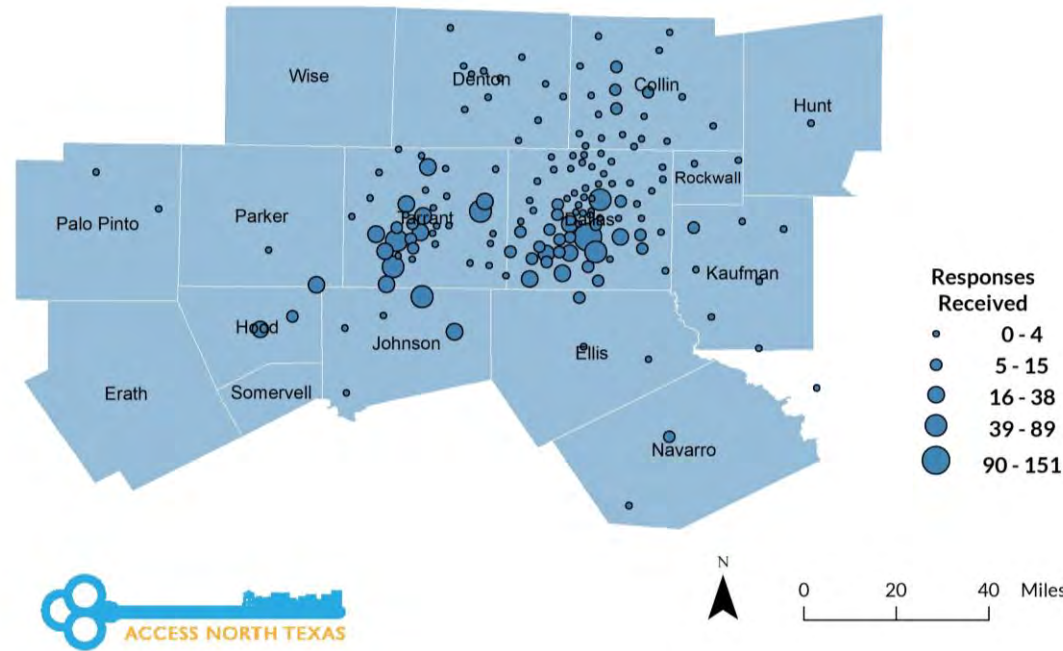 Wise
Denton
Collin
Hunt
Rockwall
Palo Pinto
Parker
Tarrant
Dallas
Kaufman
Hood
Johnson
Ellis
Erath
Somervell
Navarro
Responses
Received
0 - 4
5 - 15
16 - 38
39 - 89
90 - 151
N
0 20 40 Miles
ACCESS NORTH TEXAS